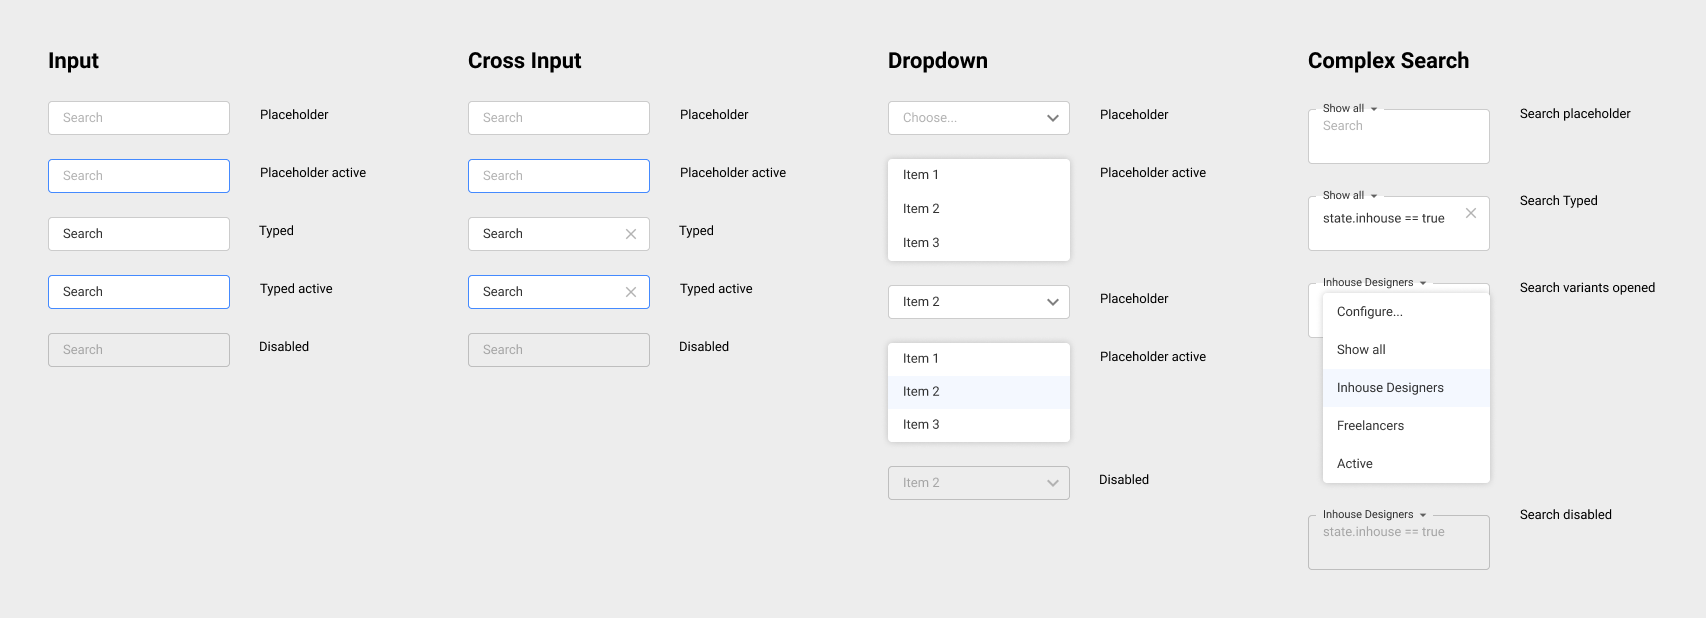 Input
Search
Placeholder
Search
Placeholder active
Search
Typed
Search
Typed active
Search
Disabled
Cross Input
Search
Placeholder
Search
Placeholder active
Search
Typed
Search
Typed active
Search
Disabled
Dropdown
Choose...
Placeholder
Item 1
Placeholder active
Item 2
Item 3
Item 2
Placeholder
Item 1
Placeholder active
Item 2
Item 3
Item 2
Disabled
Complex Search
Show all
Search placeholder
Search
Show all
Search Typed
state.inhouse == true
Inhouse Designers
Search variants opened
Configure...
Show all
Inhouse Designers
Freelancers
Active
Inhouse Designers
Search disabled
state.inhouse == true